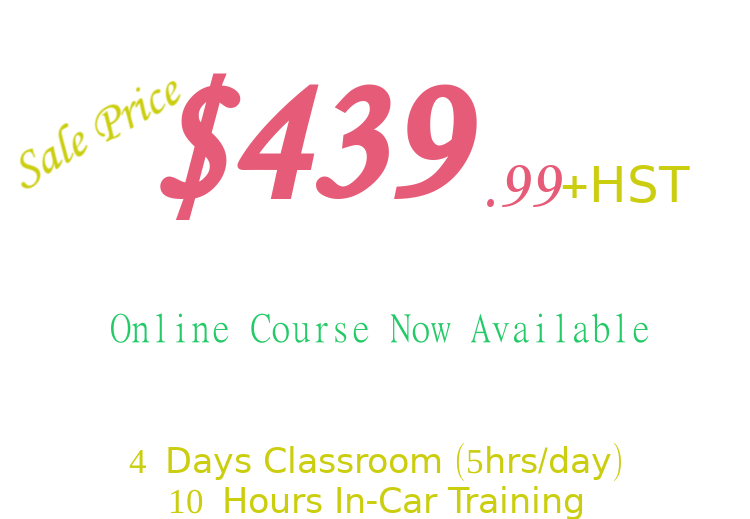 Sale Price $439.99+HST
Online Course Now Available
4 Days Classroom (5hrs/day)
10 Hours In-Car Training